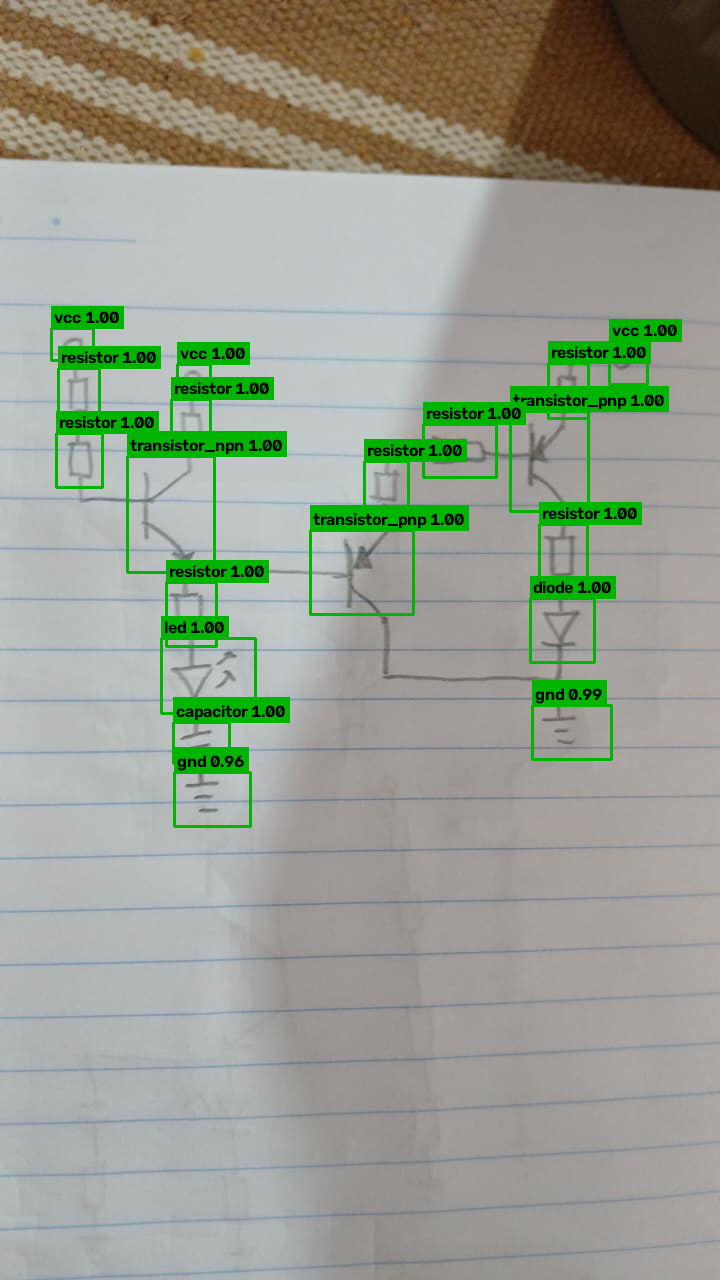 vcc 1.00
vcc 1.00
resistor 1.00
resistor 1.00
vcc 1.00
resistor 1.00
transistor_pnp 1.00
resistor 1.00
resistor 1.00
transistor_npn 1.00
resistor 1.00
resistor 1.00
transistor_pnp 1.00
resistor 1.00
diode 1.00
led 1.00
gnd 0.99
capacitor 1.00
gnd 0.96